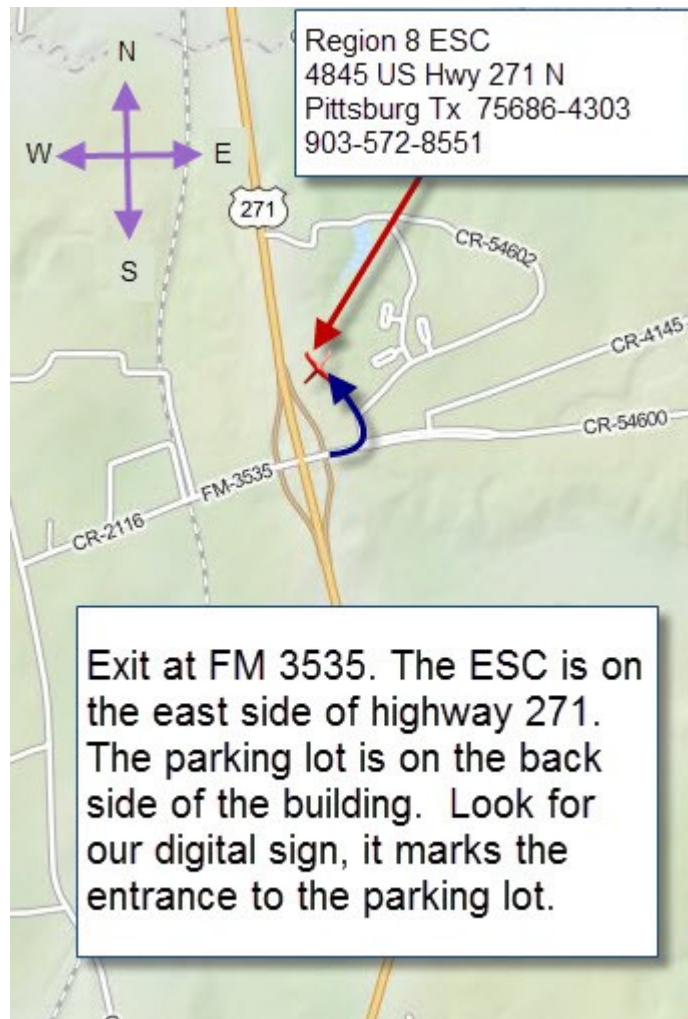 N
W
E
S
Region 8 ESC
4845 US Hwy 271 N
Pittsburg Tx 75686-4303
903-572-8551
271
CR-54602
CR-4145
CR-54600
FM-3535
CR-2116
Exit at FM 3535. The ESC is on
the east side of highway 271.
The parking lot is on the back
side of the building. Look for
our digital sign, it marks the
entrance to the parking lot.